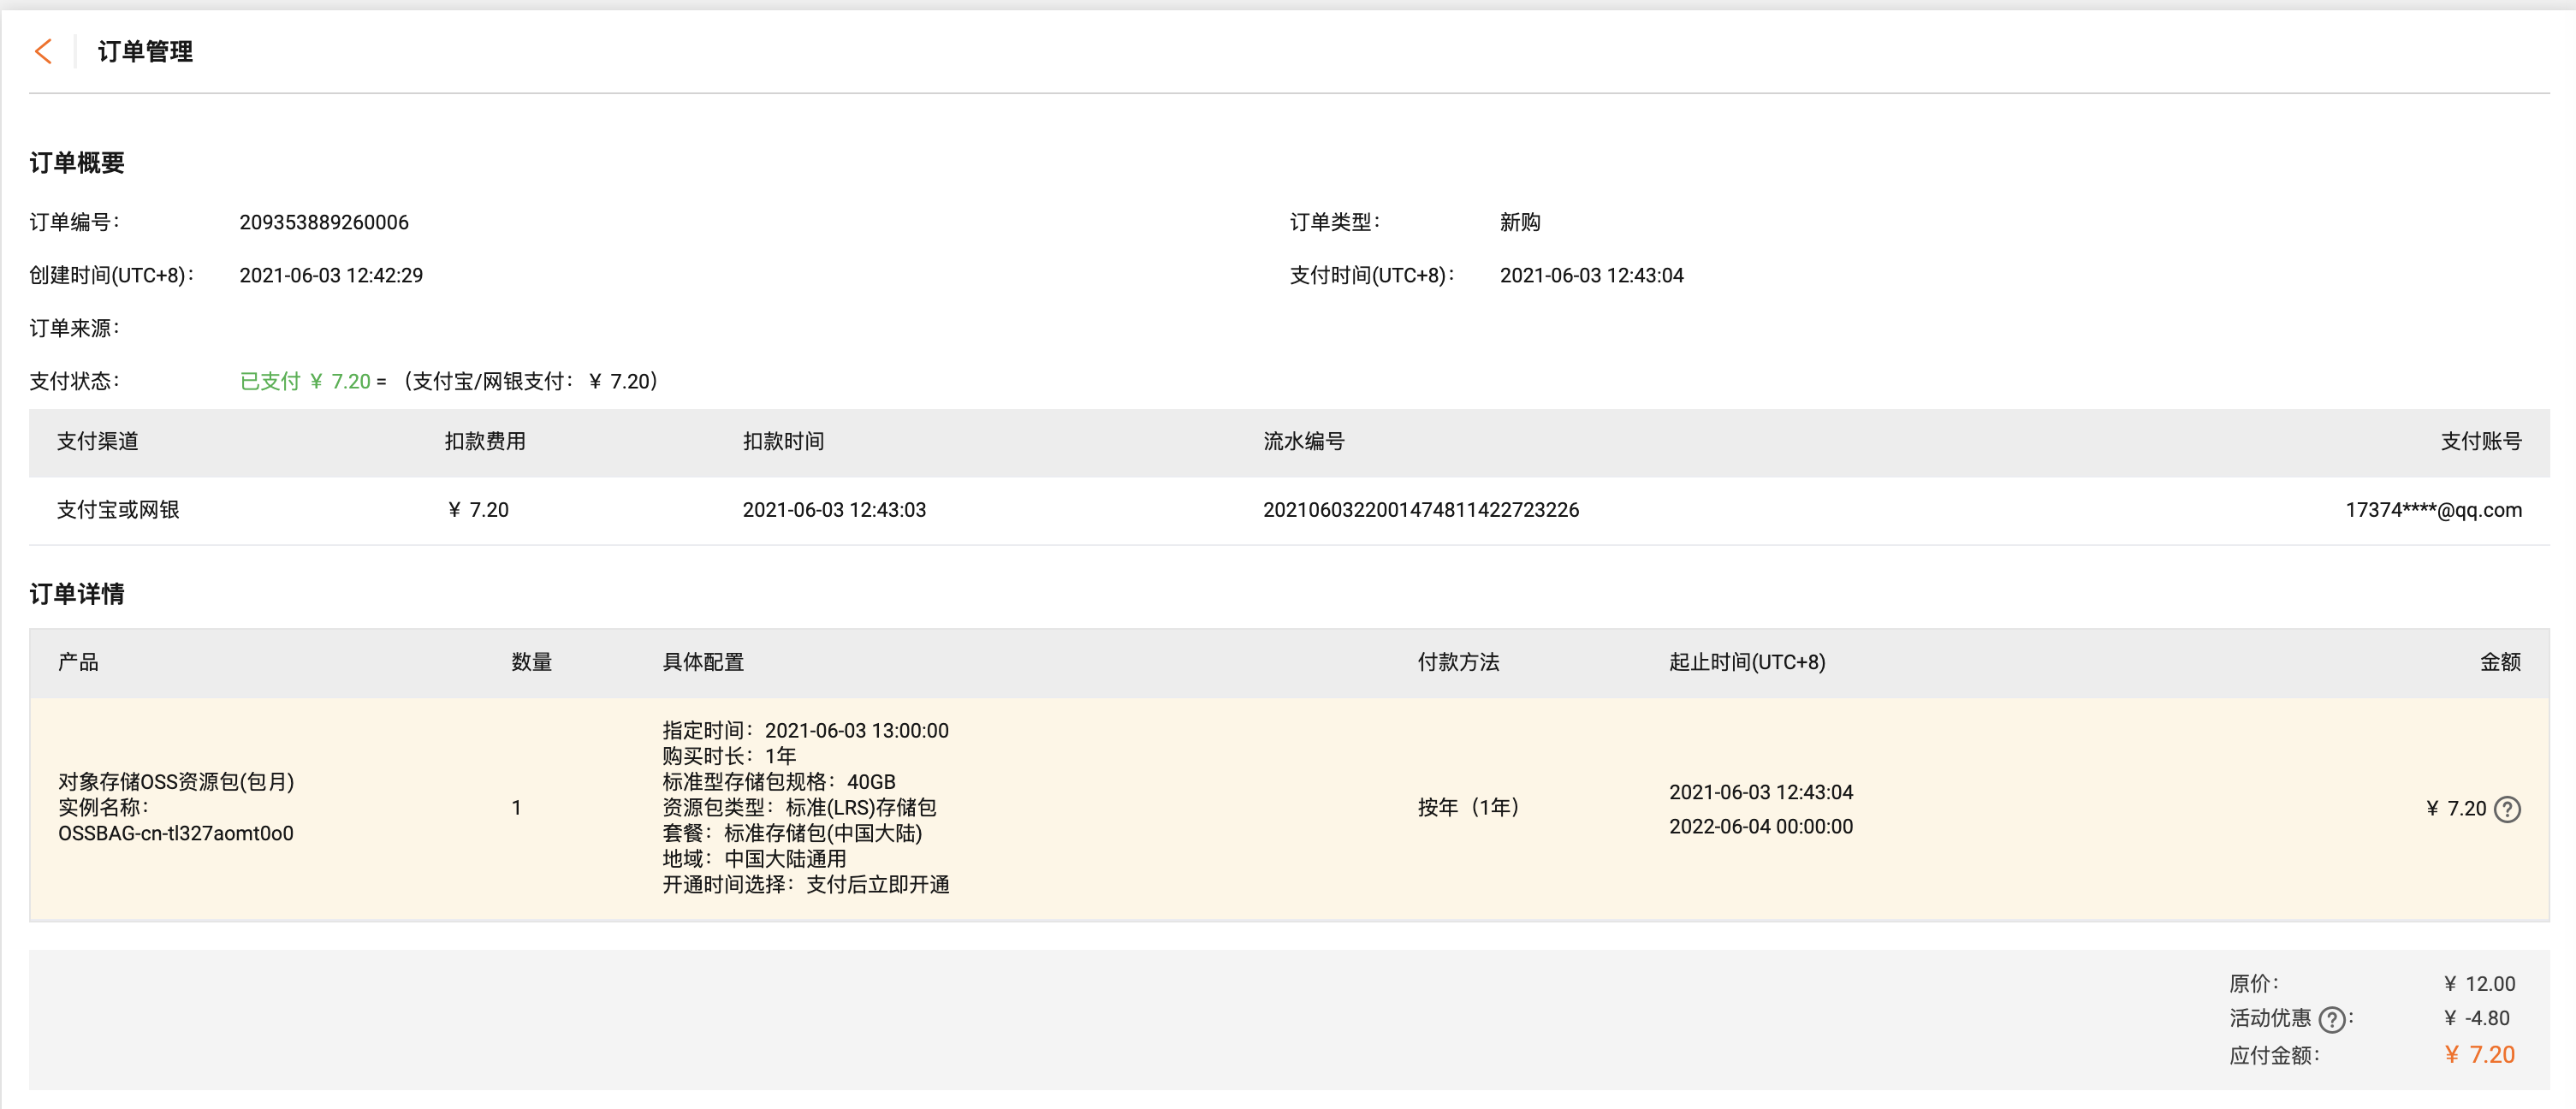 订单管理
订单概要
订单编号： 209353889260006 订单类型： 新购
创建时间(UTC+8)： 2021-06-03 12:42:29 支付时间(UTC+8)： 2021-06-03 12:43:04
订单来源：
支付状态： 已支付 ¥ 7.20 = （支付宝/网银支付： ¥ 7.20）
支付渠道 扣款费用 扣款时间 流水编号 支付账号
支付宝或网银 ¥ 7.20 2021-06-03 12:43:03 2021060322001474811422723226 17374****@qq.com
订单详情
产品 数量 具体配置 付款方法 起止时间(UTC+8) 金额
对象存储OSS资源包(包月)
实例名称：
OSSBAG-cn-tl327aomt0o0
1
指定时间：2021-06-03 13:00:00
购买时长：1年
标准型存储包规格：40GB
资源包类型：标准(LRS)存储包
套餐：标准存储包(中国大陆)
地域：中国大陆通用
开通时间选择：支付后立即开通
按年（1年）
2021-06-03 12:43:04
2022-06-04 00:00:00
¥ 7.20 ?
原价： ¥ 12.00
活动优惠 ?： ¥ -4.80
应付金额： ¥ 7.20